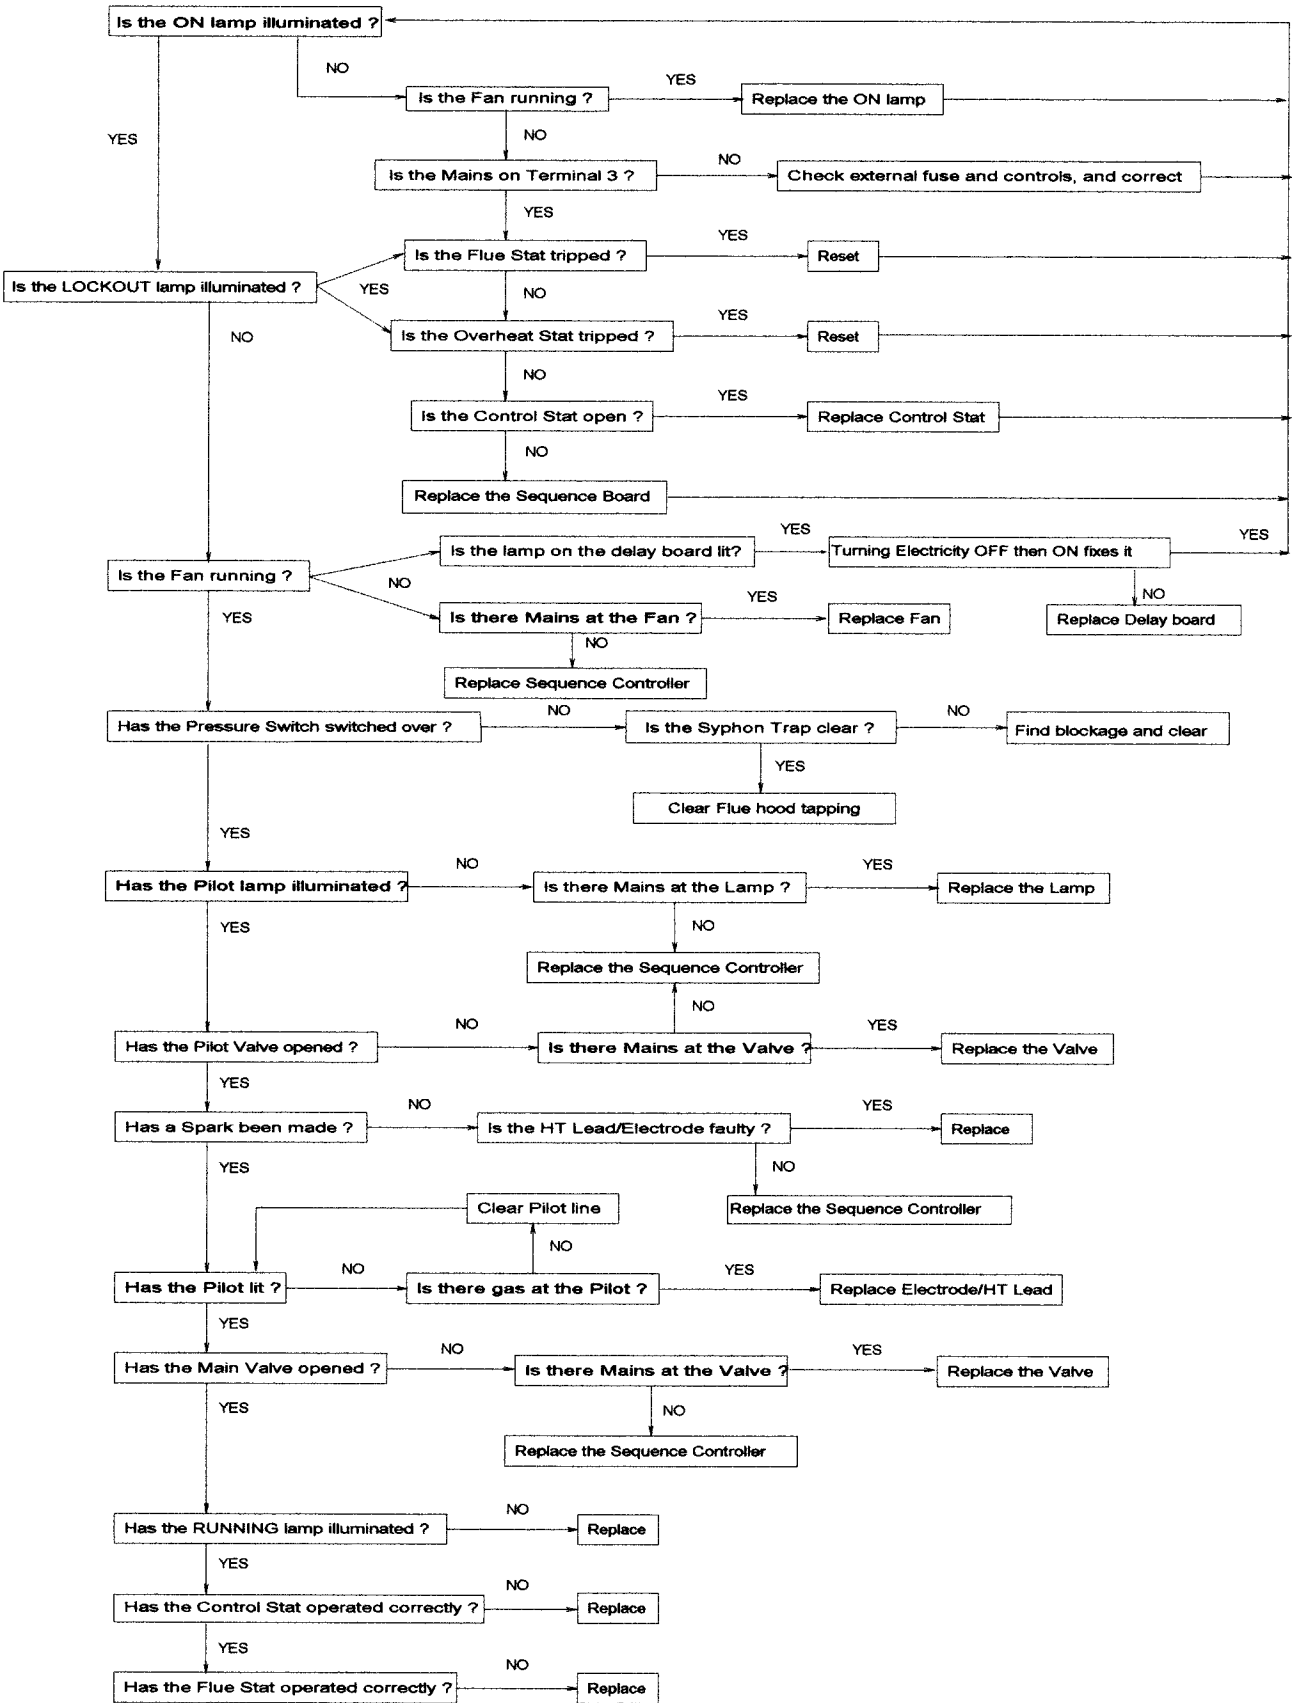 Is the ON lamp illuminated ?
NO
YES
Is the Fan running ?
YES
Replace the ON lamp
NO
Is the Mains on Terminal 3 ?
NO
Check external fuse and controls, and correct
YES
Is the Flue Stat tripped ?
YES
Reset
Is the LOCKOUT lamp illuminated ?
YES
NO
NO
Is the Overheat Stat tripped ?
YES
Reset
NO
Is the Control Stat open ?
YES
Replace Control Stat
NO
Replace the Sequence Board
Is the lamp on the delay board lit?
YES
Turning Electricity OFF then ON fixes it
YES
Is the Fan running ?
NO
NO
YES
Is there Mains at the Fan ?
YES
Replace Fan
Replace Delay board
NO
Replace Sequence Controller
Has the Pressure Switch switched over ?
NO
Is the Syphon Trap clear ?
NO
Find blockage and clear
YES
Clear Flue hood tapping
YES
Has the Pilot lamp illuminated ?
NO
Is there Mains at the Lamp ?
YES
Replace the Lamp
YES
NO
Replace the Sequence Controller
NO
Has the Pilot Valve opened ?
NO
Is there Mains at the Valve ?
YES
Replace the Valve
YES
Has a Spark been made ?
NO
Is the HT Lead/Electrode faulty ?
YES
Replace
YES
NO
Replace the Sequence Controller
Clear Pilot line
NO
Has the Pilot lit ?
NO
Is there gas at the Pilot ?
YES
Replace Electrode/HT Lead
YES
Has the Main Valve opened ?
NO
Is there Mains at the Valve ?
YES
Replace the Valve
YES
NO
Replace the Sequence Controller
Has the RUNNING lamp illuminated ?
NO
Replace
YES
Has the Control Stat operated correctly ?
NO
Replace
YES
Has the Flue Stat operated correctly ?
NO
Replace